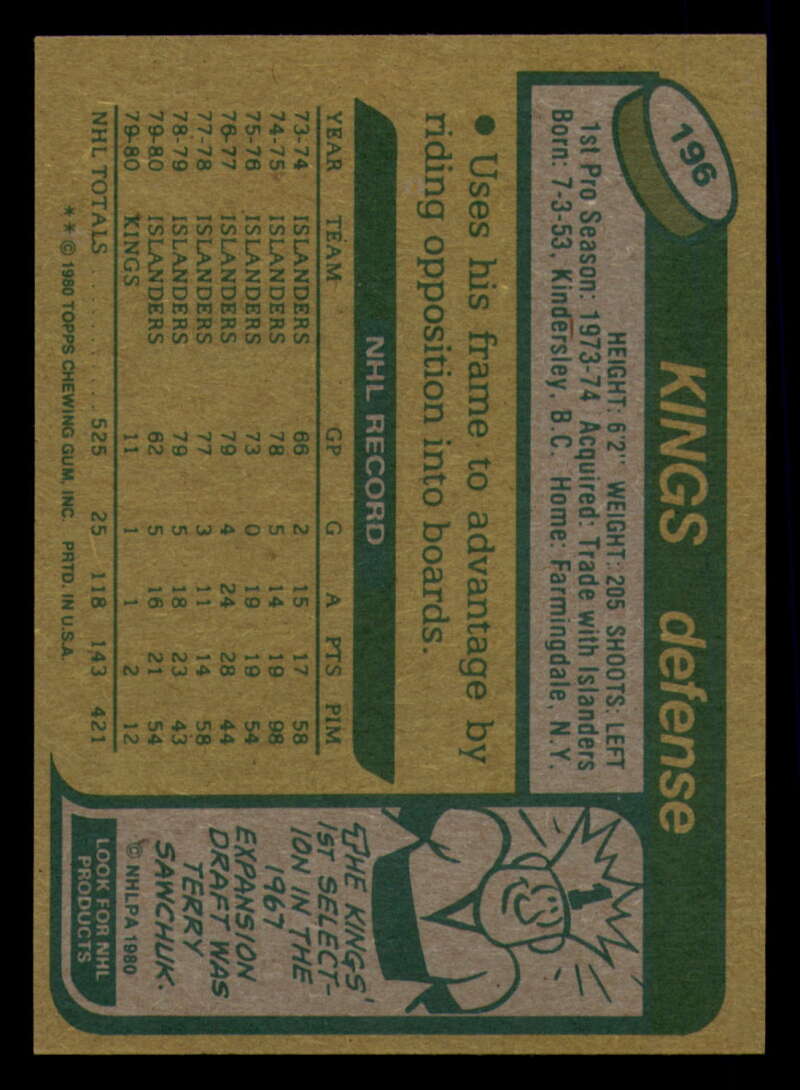 196
KINGS defense
HEIGHT: 6'2" WEIGHT: 205 SHOOTS: LEFT
1st Pro Season: 1973-74 Acquired: Trade with Islanders
Born: 7-3-53, Kindersley, B.C. Home: Farmingdale, N.Y.
• Uses his frame to advantage by
riding opposition into boards.
NHL RECORD
YEAR TEAM GP G A PTS PIM
73-74 ISLANDERS 66 2 15 17 58
74-75 ISLANDERS 78 5 14 19 98
75-76 ISLANDERS 73 0 19 19 54
76-77 ISLANDERS 79 4 24 28 44
77-78 ISLANDERS 77 3 11 14 58
78-79 ISLANDERS 79 5 18 23 43
79-80 ISLANDERS 62 5 16 21 54
79-80 KINGS 11 1 1 2 12
NHL TOTALS ........ 525 25 118 143 421
** © 1980 TOPPS CHEWING GUM, INC. PRTD. IN U.S.A.
1
THE KINGS'
1ST SELECT-
ION IN THE
1967
EXPANSION
DRAFT WAS
TERRY
SAWCHUK.
© NHLPA 1980
LOOK FOR NHL
PRODUCTS